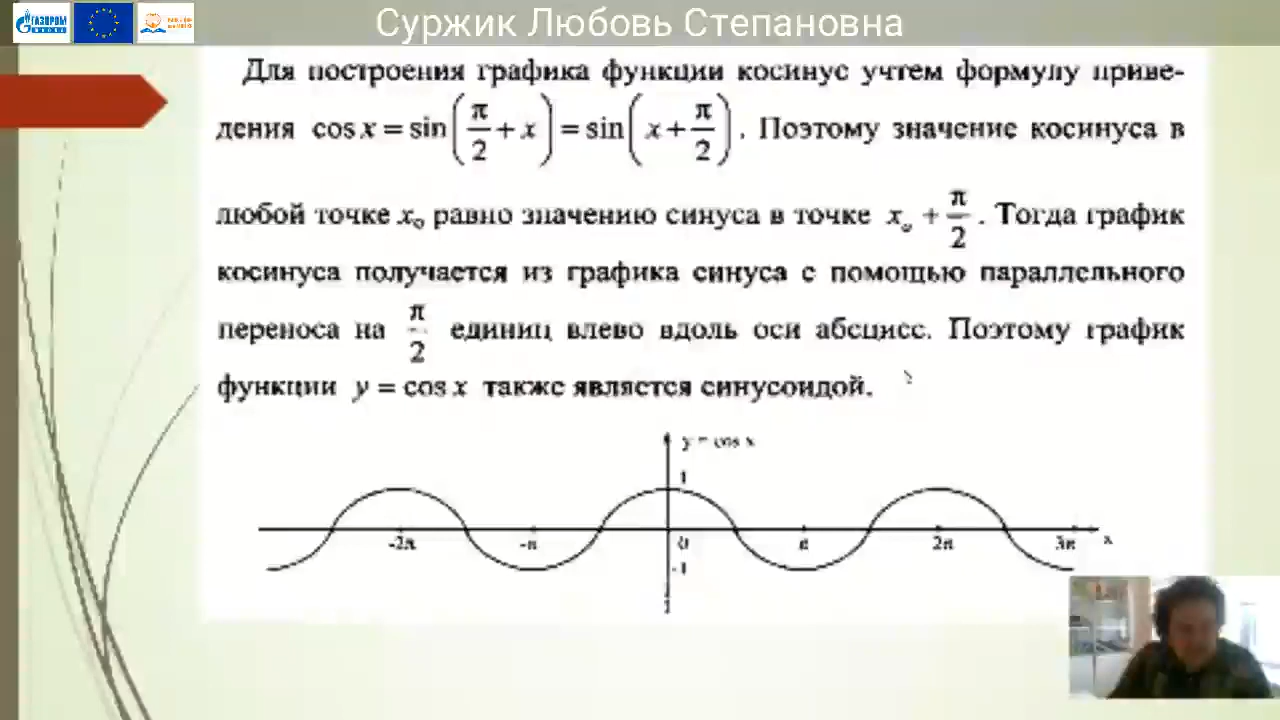 ГАЗПРОМ
Суржик Любовь Степановна
Для построения графика функции косинус учтем формулу приве-
дения cos x = sin(π/2 + x) = sin(x + π/2). Поэтому значение косинуса в
любой точке x₀ равно значению синуса в точке x₀ + π/2. Тогда график
косинуса получается из графика синуса с помощью параллельного
переноса на π/2 единиц влево вдоль оси абсцисс. Поэтому график
функции y = cos x также является синусоидой.
y = cos x
1
-2π -π 0 π 2π 3π x
-1